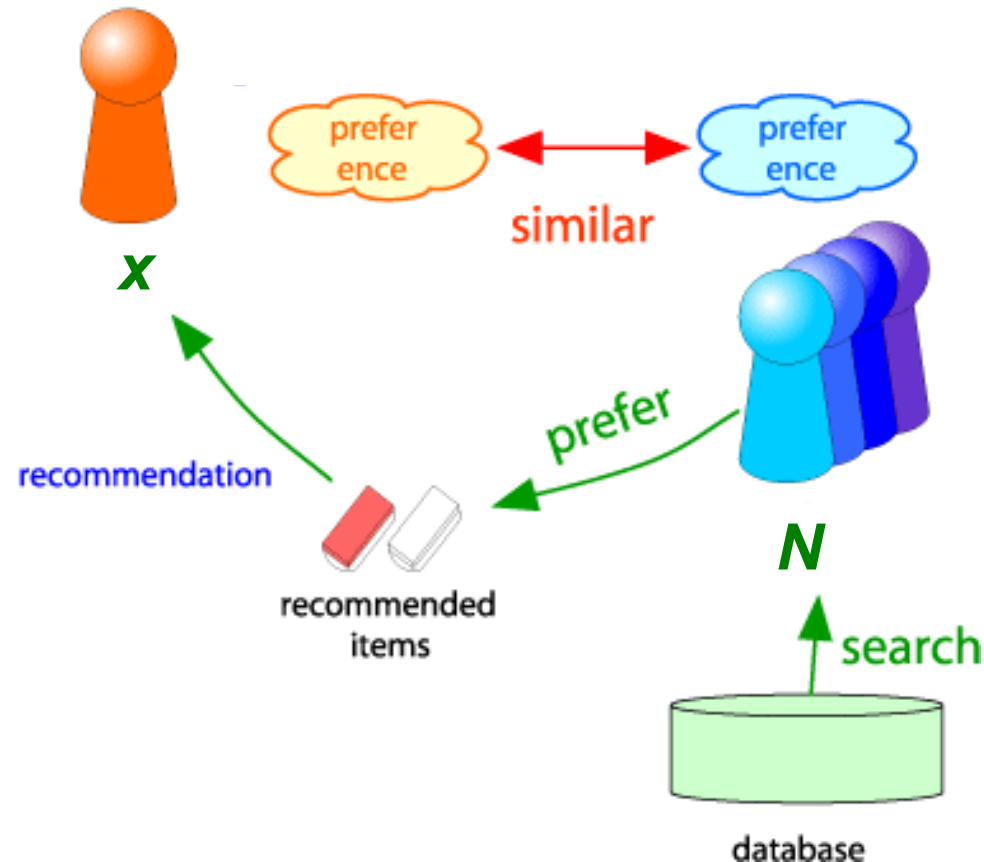 prefer
ence
prefer
ence
similar
x
prefer
recommendation
N
recommended
items
search
database